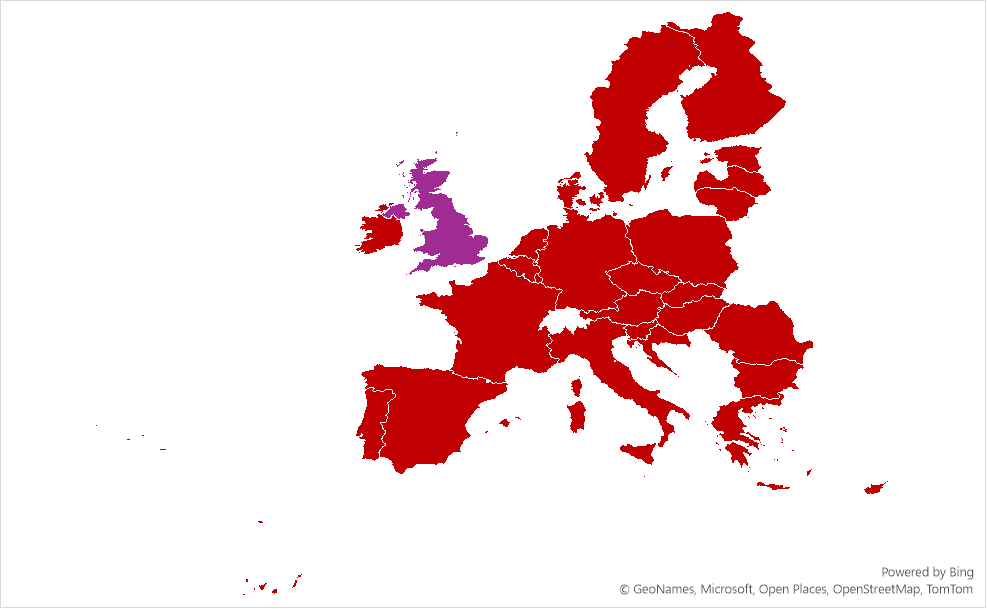 Powered by Bing
© GeoNames, Microsoft, Open Places, OpenStreetMap, TomTom